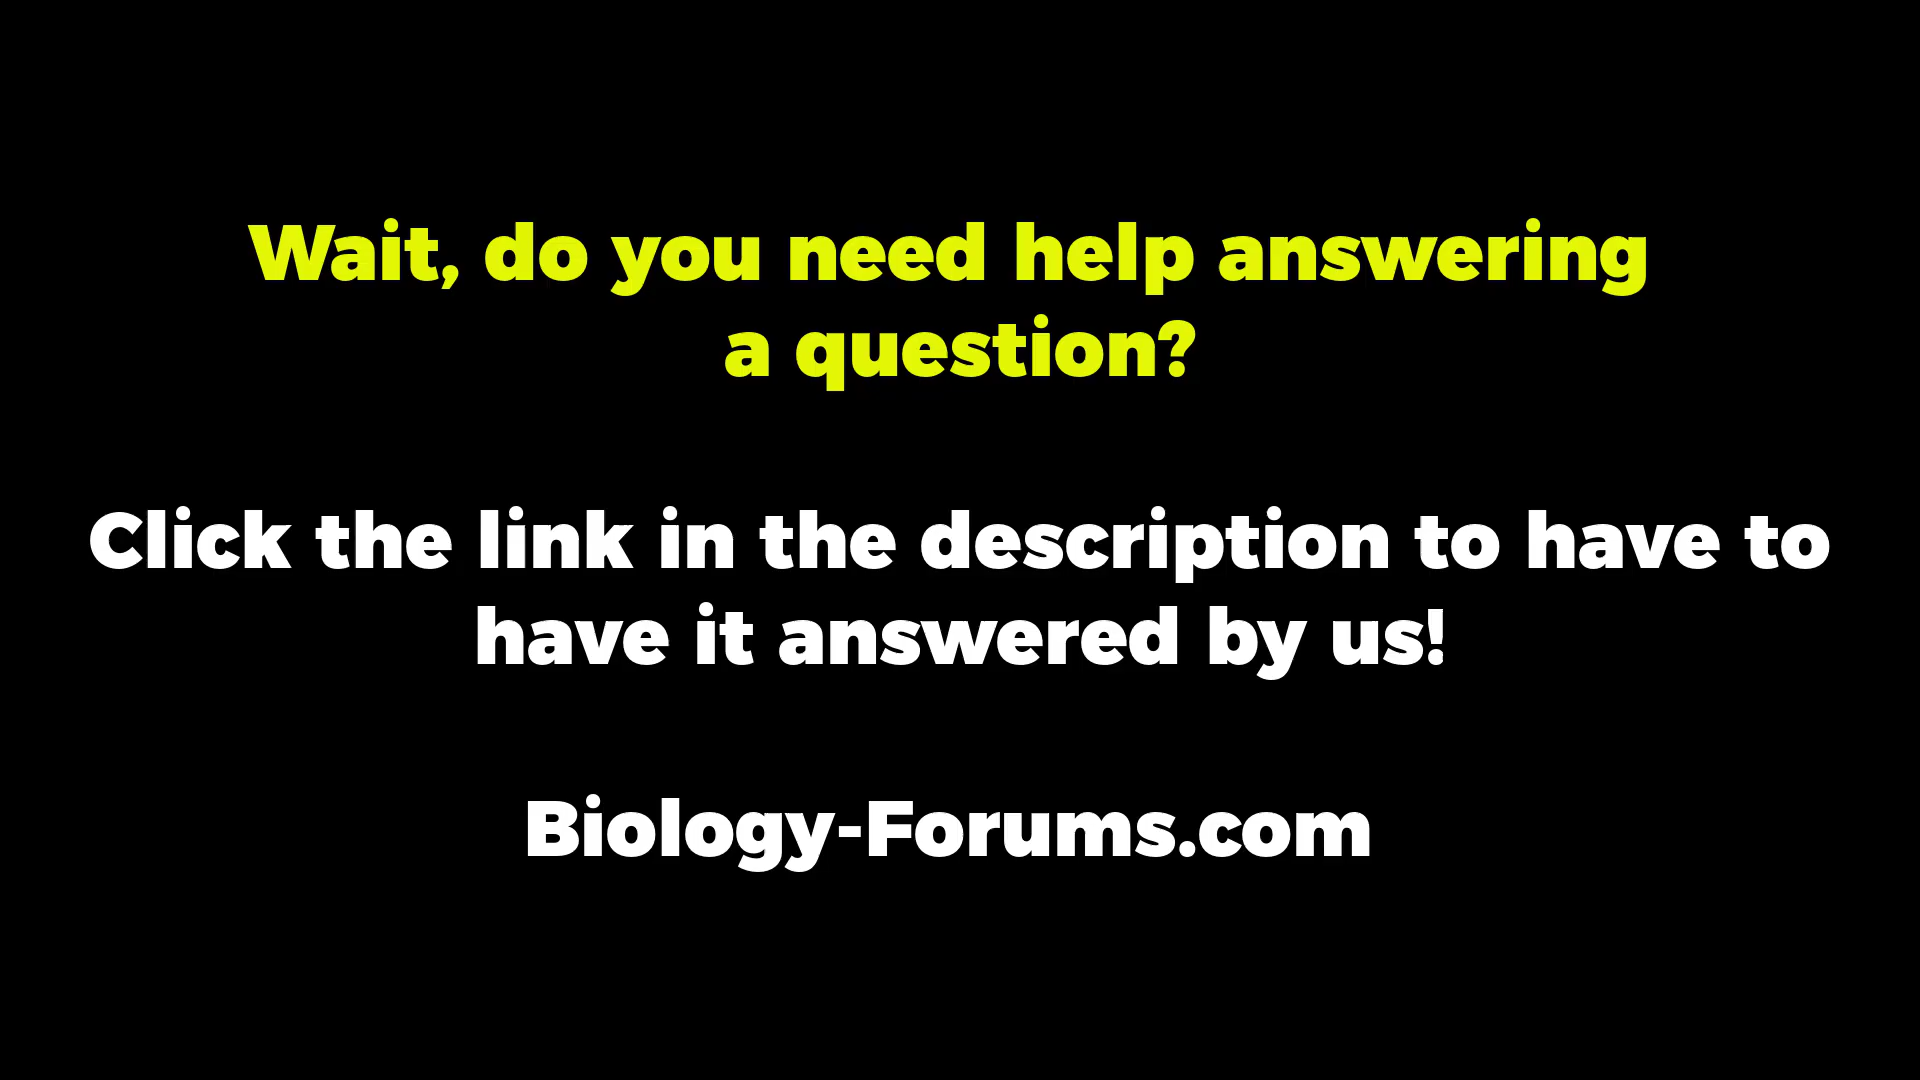 Wait, do you need help answering
a question?
Click the link in the description to have to
have it answered by us!
Biology-Forums.com